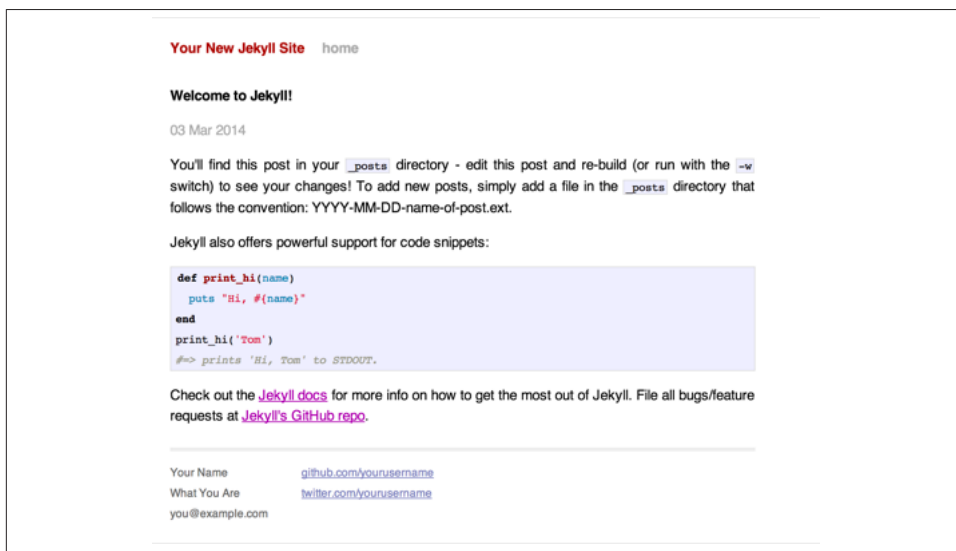 Your New Jekyll Site home
Welcome to Jekyll!
03 Mar 2014
You'll find this post in your _posts directory - edit this post and re-build (or run with the -w
switch) to see your changes! To add new posts, simply add a file in the _posts directory that
follows the convention: YYYY-MM-DD-name-of-post.ext.
Jekyll also offers powerful support for code snippets:
def print_hi(name)
  puts "Hi, #{name}"
end
print_hi('Tom')
#=> prints 'Hi, Tom' to STDOUT.
Check out the Jekyll docs for more info on how to get the most out of Jekyll. File all bugs/feature
requests at Jekyll's GitHub repo.
Your Name github.com/yourusername
What You Are twitter.com/yourusername
you@example.com